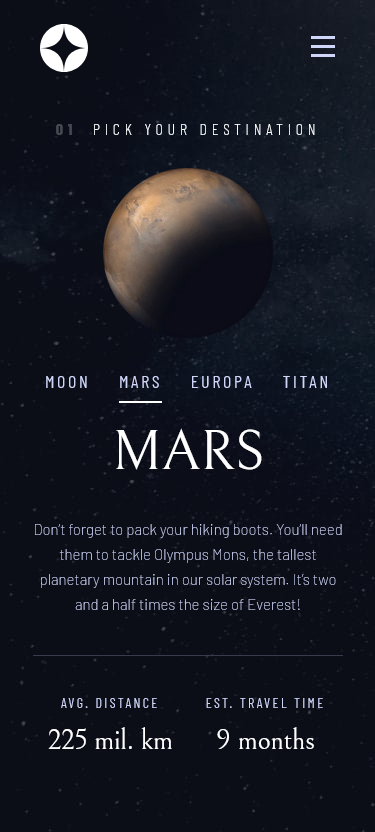 01 PICK YOUR DESTINATION
MOON MARS EUROPA TITAN
MARS
Don't forget to pack your hiking boots. You'll need
them to tackle Olympus Mons, the tallest
planetary mountain in our solar system. It's two
and a half times the size of Everest!
AVG. DISTANCE EST. TRAVEL TIME
225 mil. km 9 months